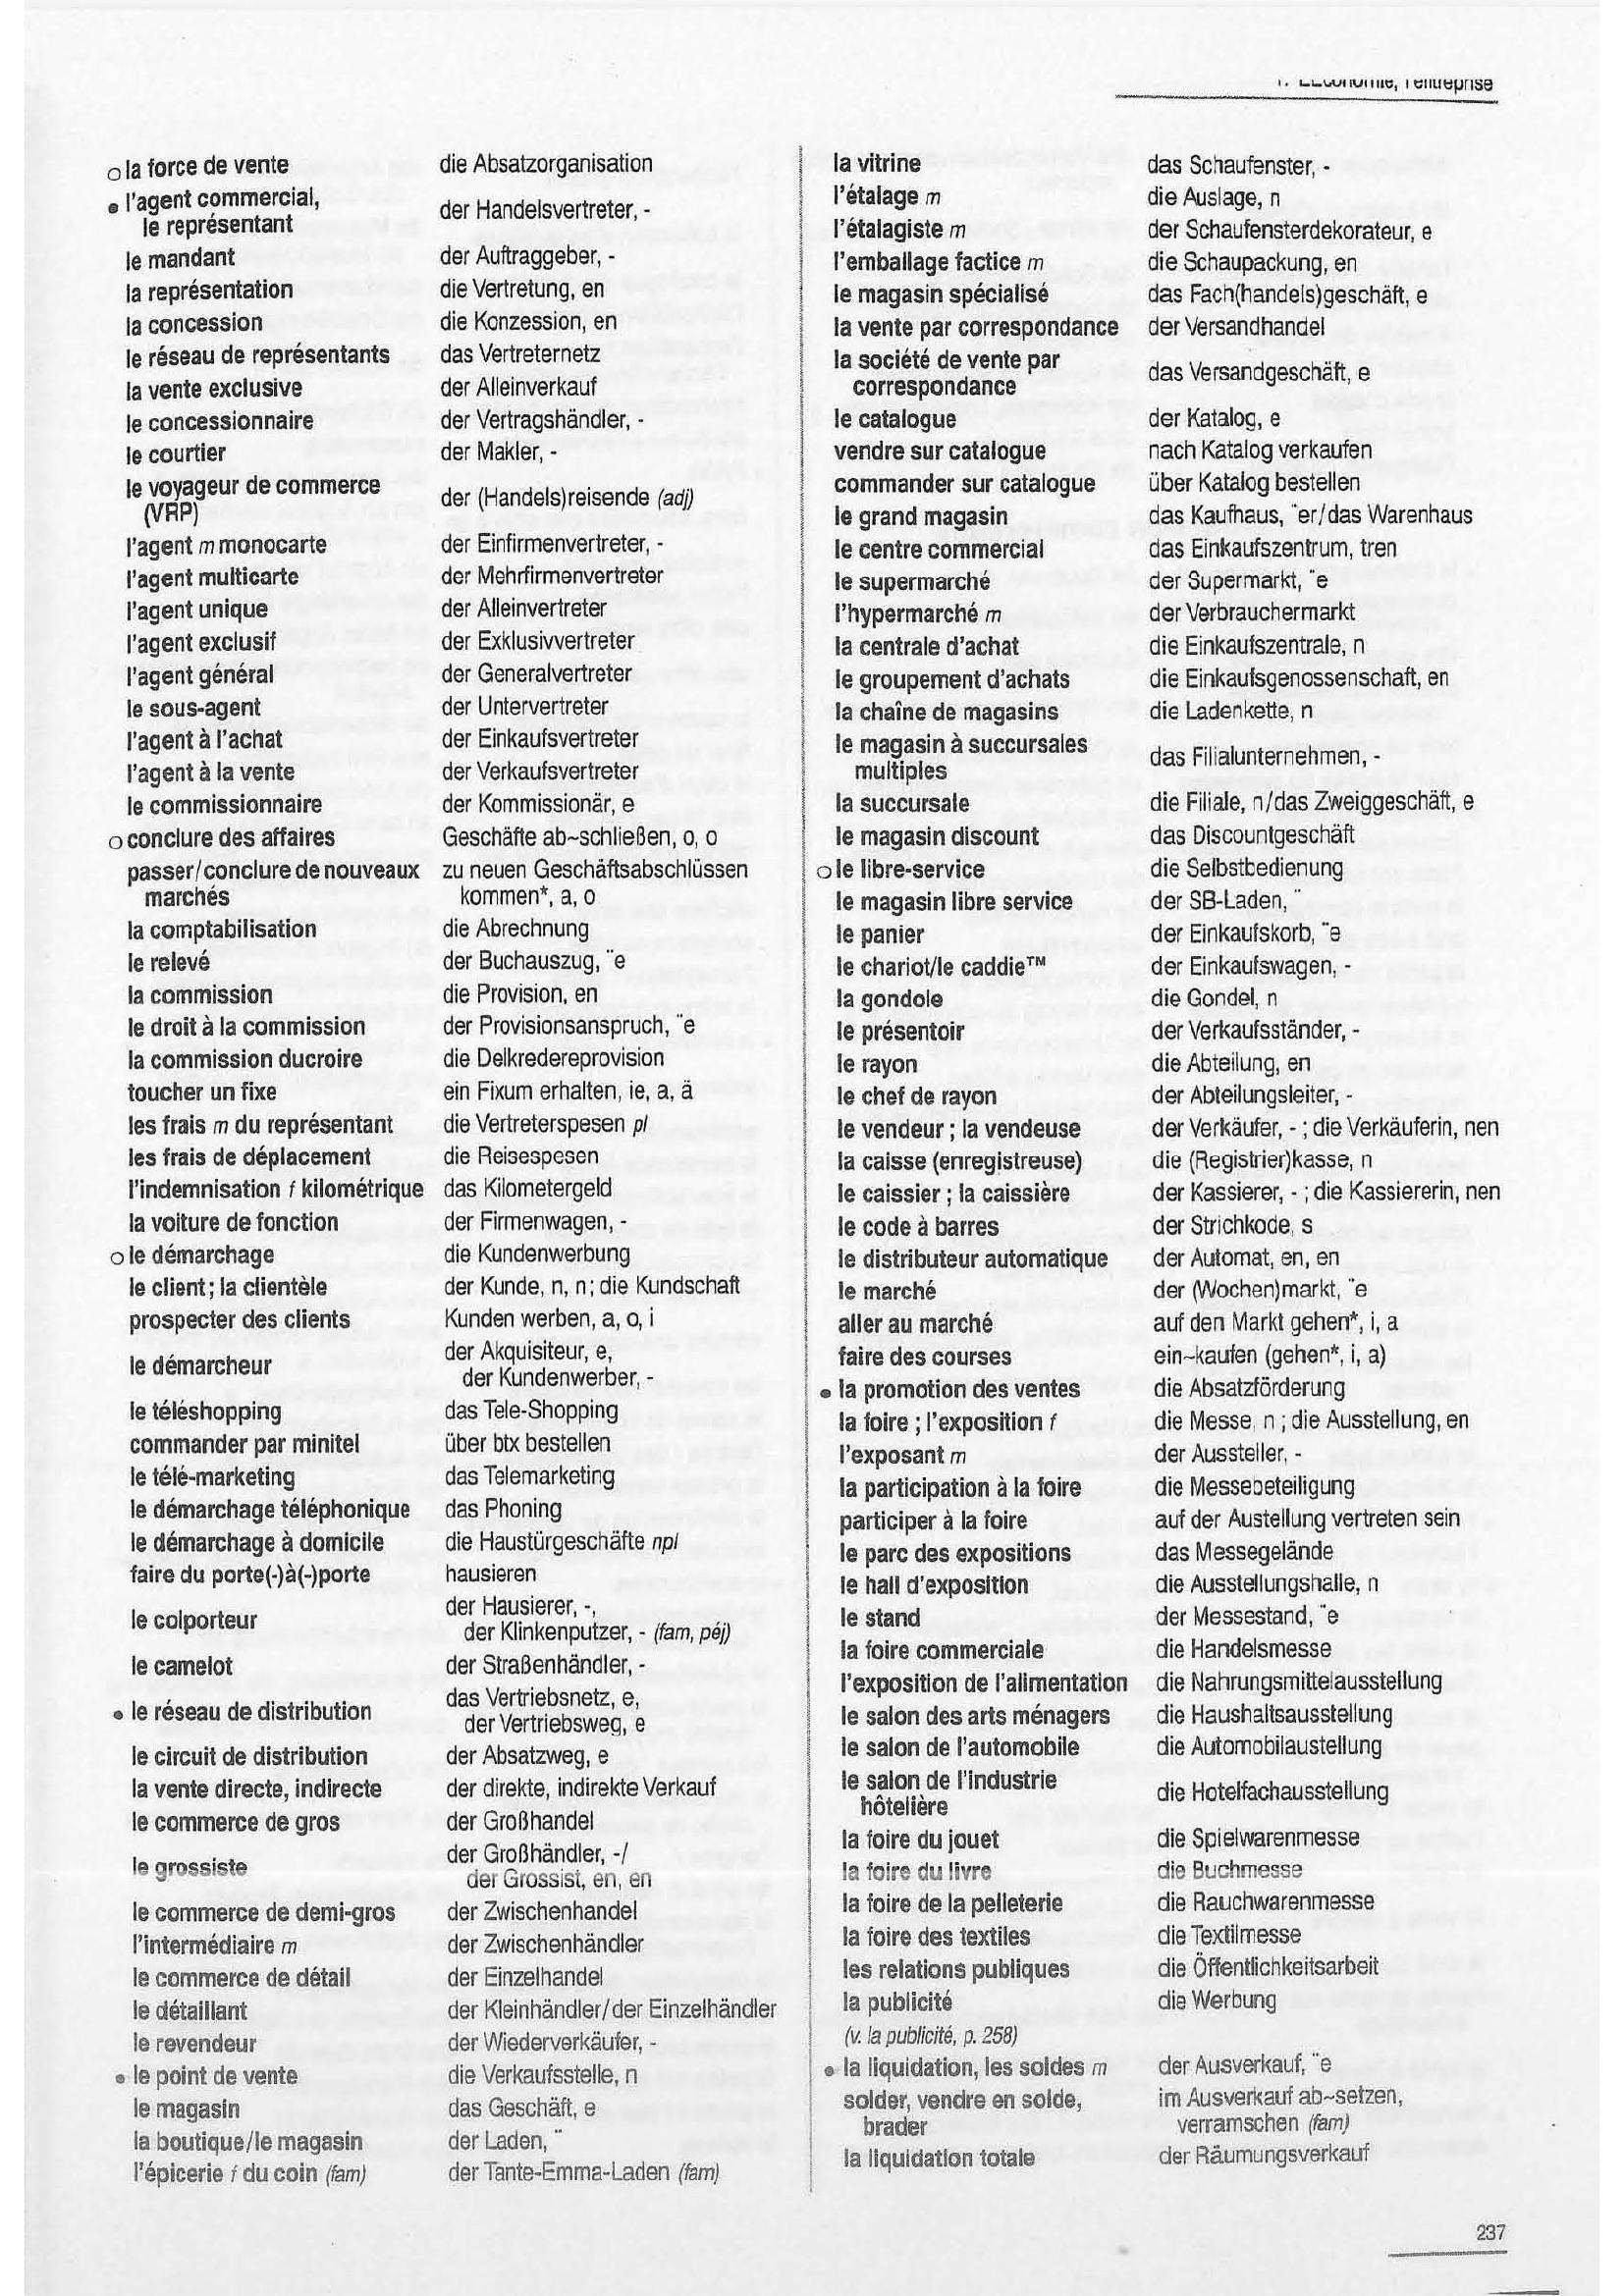 l'entreprise
○ la force de vente die Absatzorganisation
• l'agent commercial,
le représentant der Handelsvertreter, -
le mandant der Auftraggeber, -
la représentation die Vertretung, en
la concession die Konzession, en
le réseau de représentants das Vertreternetz
la vente exclusive der Alleinverkauf
le concessionnaire der Vertragshändler, -
le courtier der Makler, -
le voyageur de commerce
(VRP) der (Handels)reisende (adj)
l'agent m monocarte der Einfirmenvertreter, -
l'agent multicarte der Mehrfirmenvertreter
l'agent unique der Alleinvertreter
l'agent exclusif der Exklusivvertreter
l'agent général der Generalvertreter
le sous-agent der Untervertreter
l'agent à l'achat der Einkaufsvertreter
l'agent à la vente der Verkaufsvertreter
le commissionnaire der Kommissionär, e
○ conclure des affaires Geschäfte ab~schließen, o, o
passer/conclure de nouveaux zu neuen Geschäftsabschlüssen
marchés kommen*, a, o
la comptabilisation die Abrechnung
le relevé der Buchauszug, ¨e
la commission die Provision, en
le droit à la commission der Provisionsanspruch, ¨e
la commission ducroire die Delkredereprovision
toucher un fixe ein Fixum erhalten, ie, a, ä
les frais m du représentant die Vertreterspesen pl
les frais de déplacement die Reisespesen
l'indemnisation f kilométrique das Kilometergeld
la voiture de fonction der Firmenwagen, -
○ le démarchage die Kundenwerbung
le client ; la clientèle der Kunde, n, n ; die Kundschaft
prospecter des clients Kunden werben, a, o, i
le démarcheur der Akquisiteur, e,
der Kundenwerber, -
le téléshopping das Tele-Shopping
commander par minitel über btx bestellen
le télé-marketing das Telemarketing
le démarchage téléphonique das Phoning
le démarchage à domicile die Haustürgeschäfte npl
faire du porte(-)à(-)porte hausieren
le colporteur der Hausierer, -,
der Klinkenputzer, - (fam, péj)
le camelot der Straßenhändler, -
• le réseau de distribution das Vertriebsnetz, e,
der Vertriebsweg, e
le circuit de distribution der Absatzweg, e
la vente directe, indirecte der direkte, indirekte Verkauf
le commerce de gros der Großhandel
le grossiste der Großhändler, -/
der Grossist, en, en
le commerce de demi-gros der Zwischenhandel
l'intermédiaire m der Zwischenhändler
le commerce de détail der Einzelhandel
le détaillant der Kleinhändler/der Einzelhändler
le revendeur der Wiederverkäufer, -
• le point de vente die Verkaufsstelle, n
le magasin das Geschäft, e
la boutique/le magasin der Laden, ¨
l'épicerie f du coin (fam) der Tante-Emma-Laden (fam)
la vitrine das Schaufenster, -
l'étalage m die Auslage, n
l'étalagiste m der Schaufensterdekorateur, e
l'emballage factice m die Schaupackung, en
le magasin spécialisé das Fach(handels)geschäft, e
la vente par correspondance der Versandhandel
la société de vente par
correspondance das Versandgeschäft, e
le catalogue der Katalog, e
vendre sur catalogue nach Katalog verkaufen
commander sur catalogue über Katalog bestellen
le grand magasin das Kaufhaus, ¨er/das Warenhaus
le centre commercial das Einkaufszentrum, tren
le supermarché der Supermarkt, ¨e
l'hypermarché m der Verbrauchermarkt
la centrale d'achat die Einkaufszentrale, n
le groupement d'achats die Einkaufsgenossenschaft, en
la chaîne de magasins die Ladenkette, n
le magasin à succursales
multiples das Filialunternehmen, -
la succursale die Filiale, n/das Zweiggeschäft, e
le magasin discount das Discountgeschäft
○ le libre-service die Selbstbedienung
le magasin libre service der SB-Laden, ¨
le panier der Einkaufskorb, ¨e
le chariot/le caddie™ der Einkaufswagen, -
la gondole die Gondel, n
le présentoir der Verkaufsständer, -
le rayon die Abteilung, en
le chef de rayon der Abteilungsleiter, -
le vendeur ; la vendeuse der Verkäufer, - ; die Verkäuferin, nen
la caisse (enregistreuse) die (Registrier)kasse, n
le caissier ; la caissière der Kassierer, - ; die Kassiererin, nen
le code à barres der Strichkode, s
le distributeur automatique der Automat, en, en
le marché der (Wochen)markt, ¨e
aller au marché auf den Markt gehen*, i, a
faire des courses ein~kaufen (gehen*, i, a)
• la promotion des ventes die Absatzförderung
la foire ; l'exposition f die Messe, n ; die Ausstellung, en
l'exposant m der Aussteller, -
la participation à la foire die Messebeteiligung
participer à la foire auf der Austellung vertreten sein
le parc des expositions das Messegelände
le hall d'exposition die Ausstellungshalle, n
le stand der Messestand, ¨e
la foire commerciale die Handelsmesse
l'exposition de l'alimentation die Nahrungsmittelausstellung
le salon des arts ménagers die Haushaltsausstellung
le salon de l'automobile die Automobilaustellung
le salon de l'industrie
hôtelière die Hotelfachausstellung
la foire du jouet die Spielwarenmesse
la foire du livre die Buchmesse
la foire de la pelleterie die Rauchwarenmesse
la foire des textiles die Textilmesse
les relations publiques die Öffentlichkeitsarbeit
la publicité die Werbung
(v. la publicité, p. 258)
• la liquidation, les soldes m der Ausverkauf, ¨e
solder, vendre en solde, im Ausverkauf ab~setzen,
brader verramschen (fam)
la liquidation totale der Räumungsverkauf
237